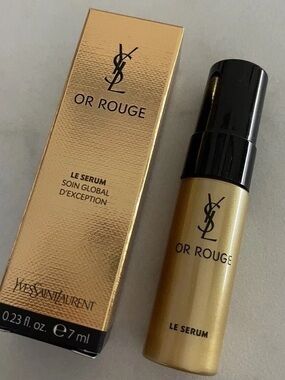 YSL
OR ROUGE
LE SERUM
SOIN GLOBAL
D'EXCEPTION
YVESSAINTLAURENT
0.23 fl. oz. e 7 ml
YSL
OR ROUGE
LE SERUM